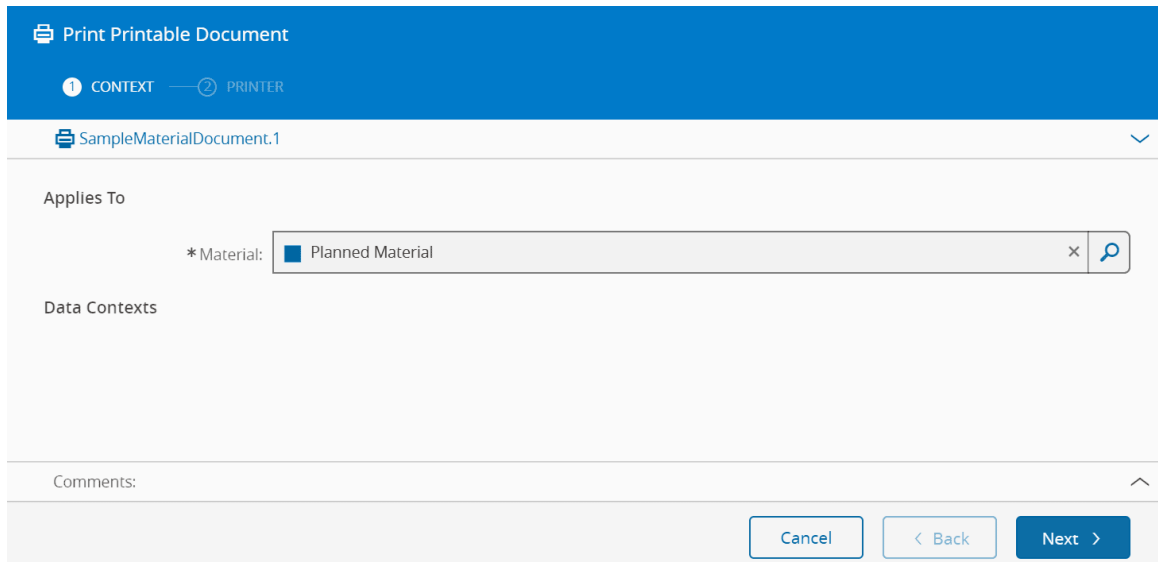 Print Printable Document
1 CONTEXT 2 PRINTER
SampleMaterialDocument.1
Applies To
*Material: Planned Material
Data Contexts
Comments:
Cancel Back Next